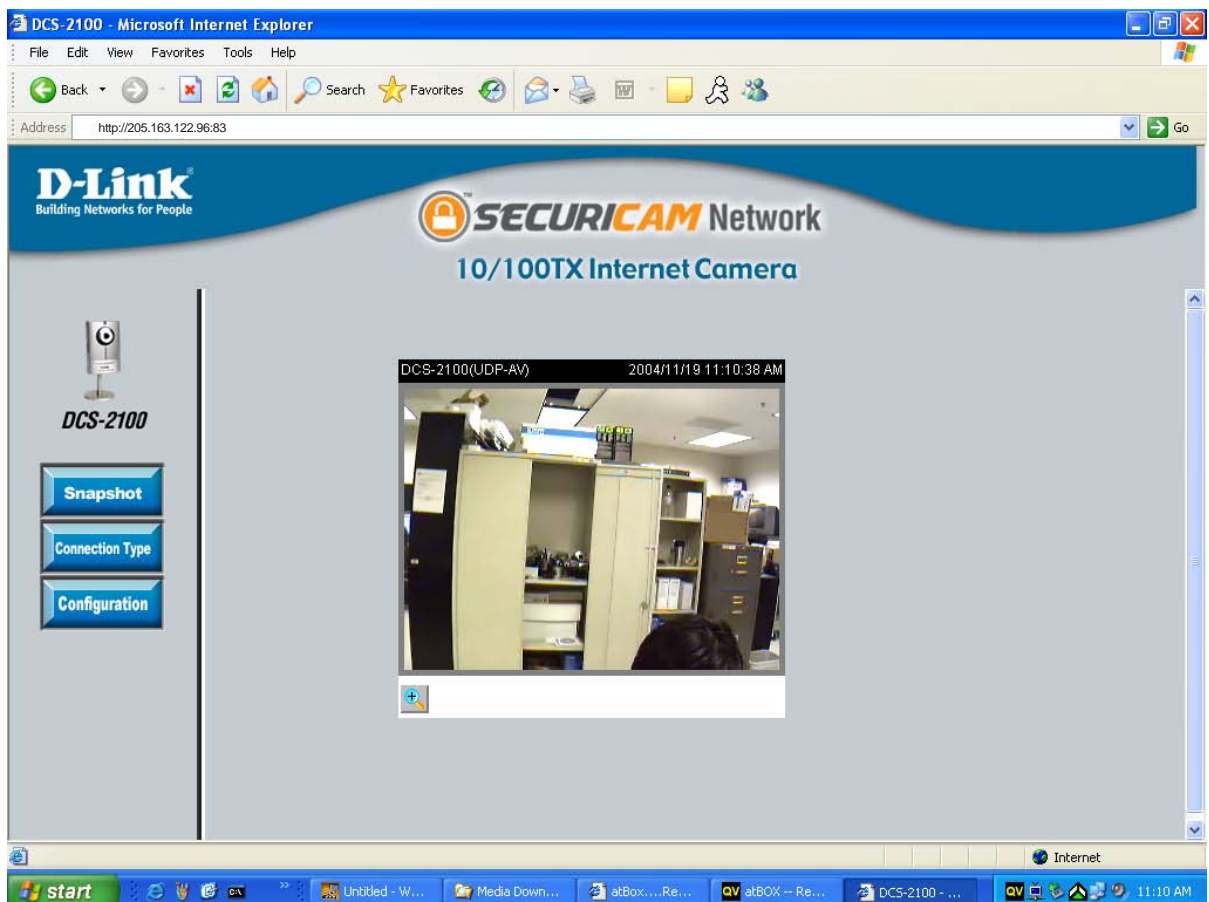 DCS-2100 - Microsoft Internet Explorer
File Edit View Favorites Tools Help
Back Search Favorites
Address http://205.163.122.96:83 Go
D-Link®
Building Networks for People
SECURICAM™ Network
10/100TX Internet Camera
DCS-2100
Snapshot
Connection Type
Configuration
DCS-2100(UDP-AV) 2004/11/19 11:10:38 AM
Internet
start Untitled - W... Media Down... atBox....Re... QV atBOX -- Re... DCS-2100 - ... QV 11:10 AM